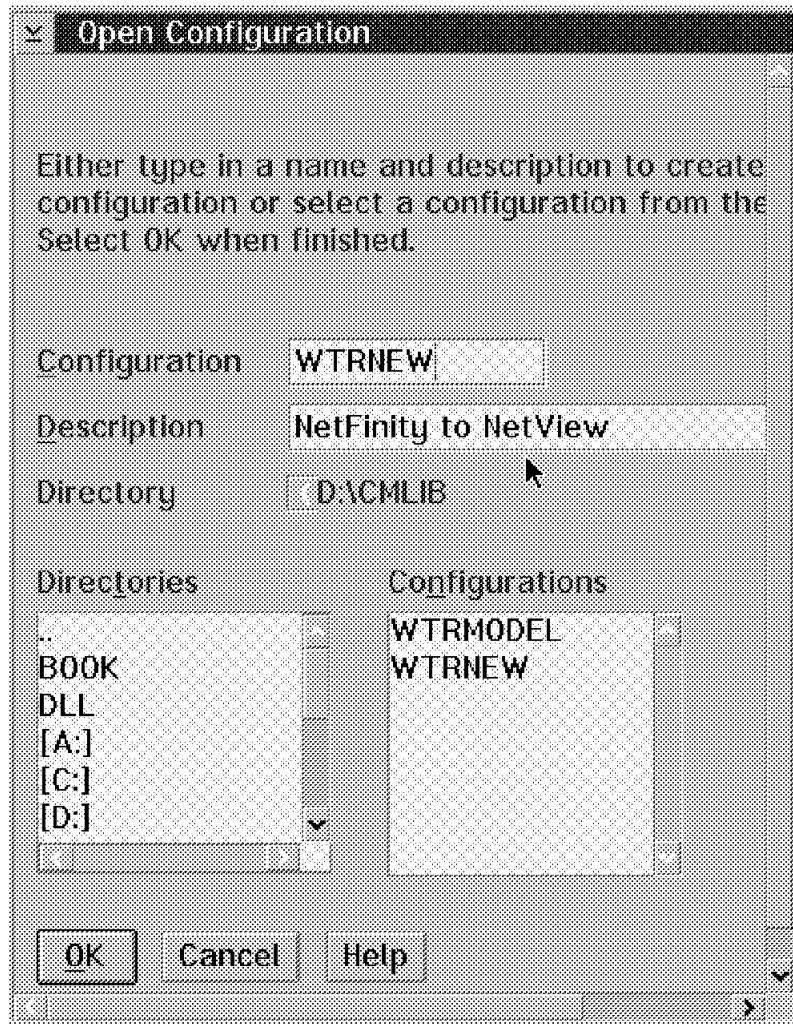 Open Configuration
Either type in a name and description to create
configuration or select a configuration from the
Select OK when finished.
Configuration WTRNEW
Description NetFinity to NetView
Directory D:\CMLIB
Directories Configurations
.. WTRMODEL
BOOK WTRNEW
DLL
[A:]
[C:]
[D:]
OK Cancel Help